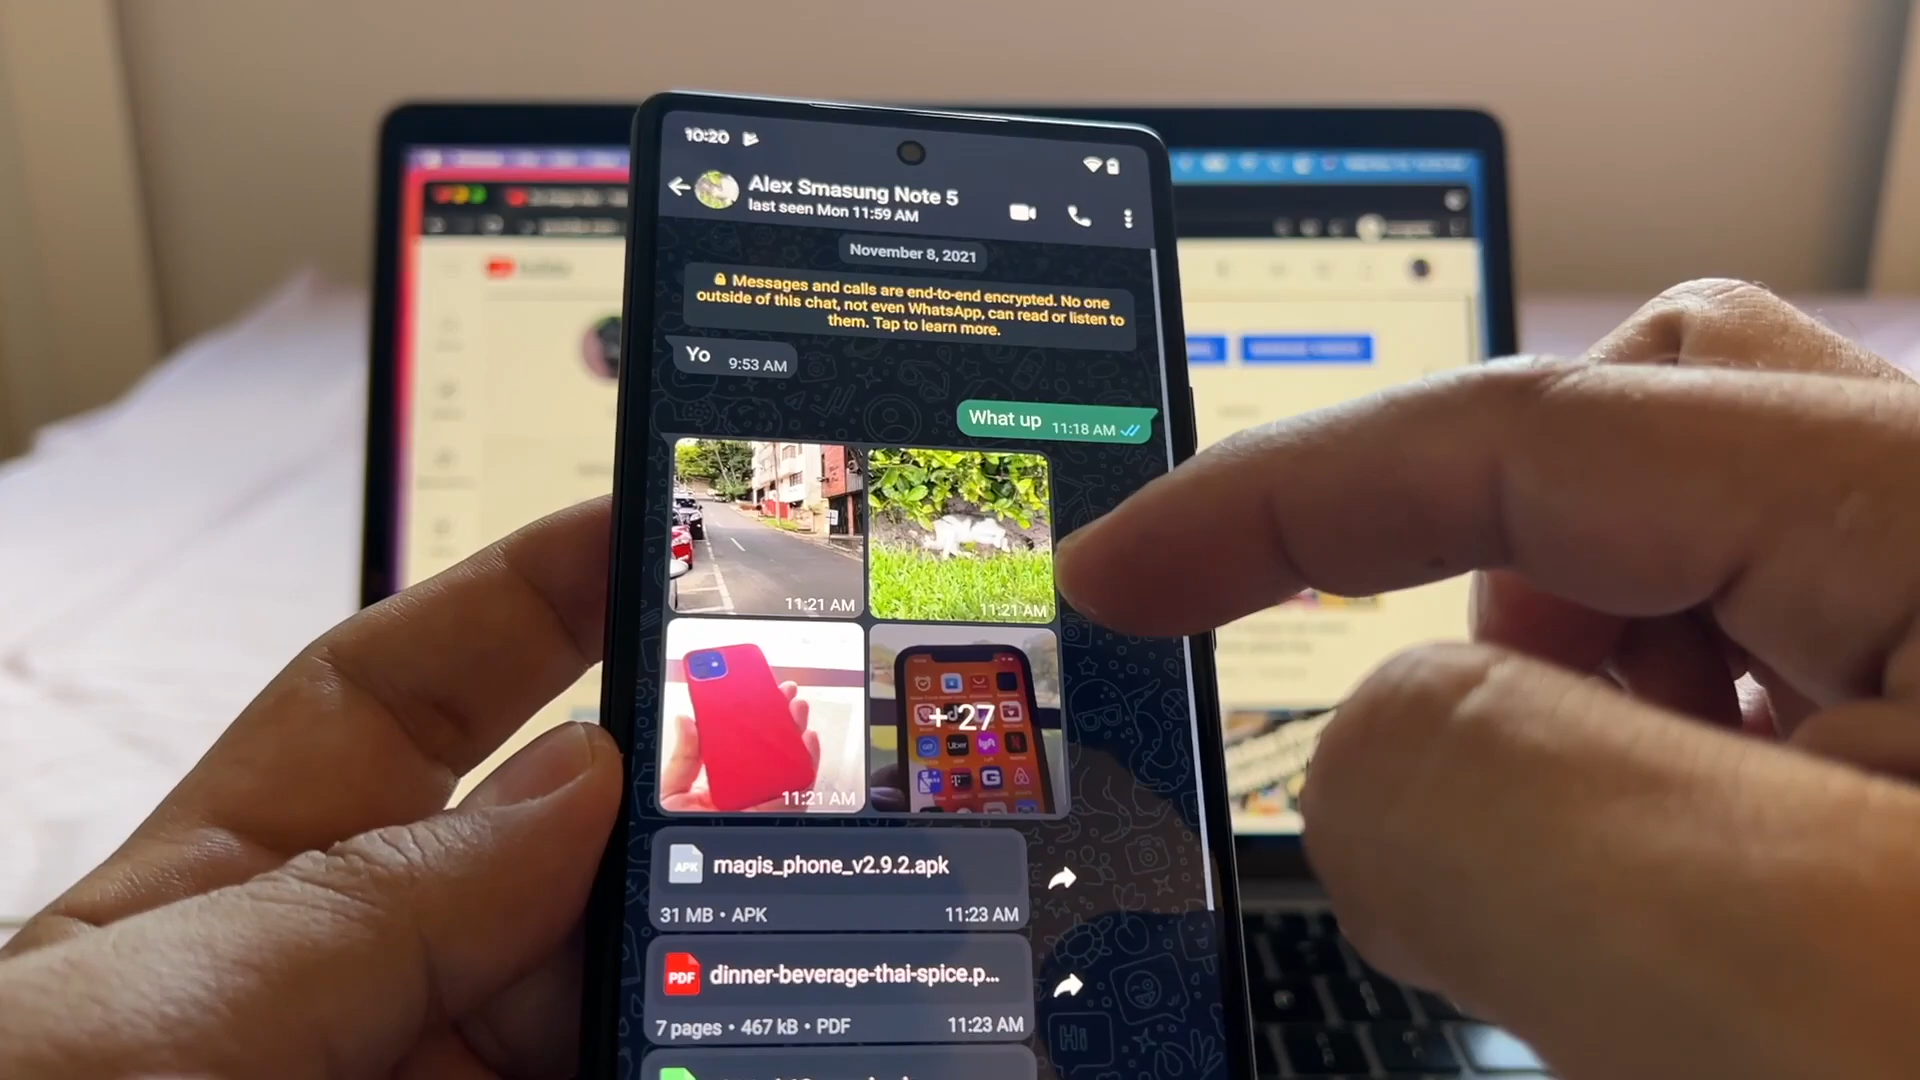 10:20
Alex Smasung Note 5
last seen Mon 11:59 AM
November 8, 2021
Messages and calls are end-to-end encrypted. No one
outside of this chat, not even WhatsApp, can read or listen to
them. Tap to learn more.
Yo 9:53 AM
What up 11:18 AM
11:21 AM
11:21 AM
11:21 AM
+27
Uber
APK
magis_phone_v2.9.2.apk
31 MB • APK 11:23 AM
PDF
dinner-beverage-thai-spice.p...
7 pages • 467 kB • PDF 11:23 AM
Hi